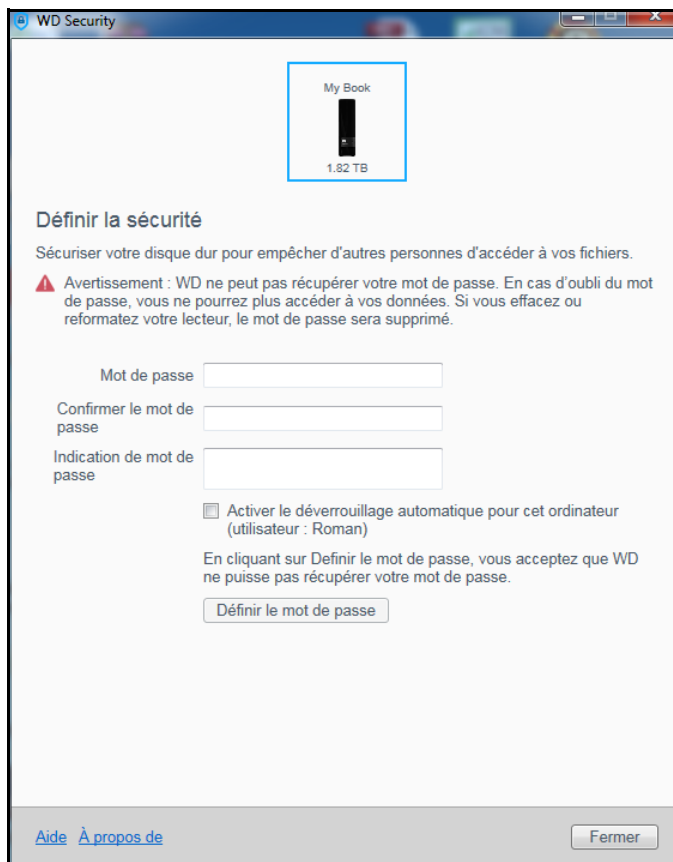 WD Security
My Book
1.82 TB
Définir la sécurité
Sécuriser votre disque dur pour empêcher d'autres personnes d'accéder à vos fichiers.
Avertissement : WD ne peut pas récupérer votre mot de passe. En cas d'oubli du mot
de passe, vous ne pourrez plus accéder à vos données. Si vous effacez ou
reformatez votre lecteur, le mot de passe sera supprimé.
Mot de passe
Confirmer le mot de
passe
Indication de mot de
passe
Activer le déverrouillage automatique pour cet ordinateur
(utilisateur : Roman)
En cliquant sur Definir le mot de passe, vous acceptez que WD
ne puisse pas récupérer votre mot de passe.
Définir le mot de passe
Aide À propos de
Fermer